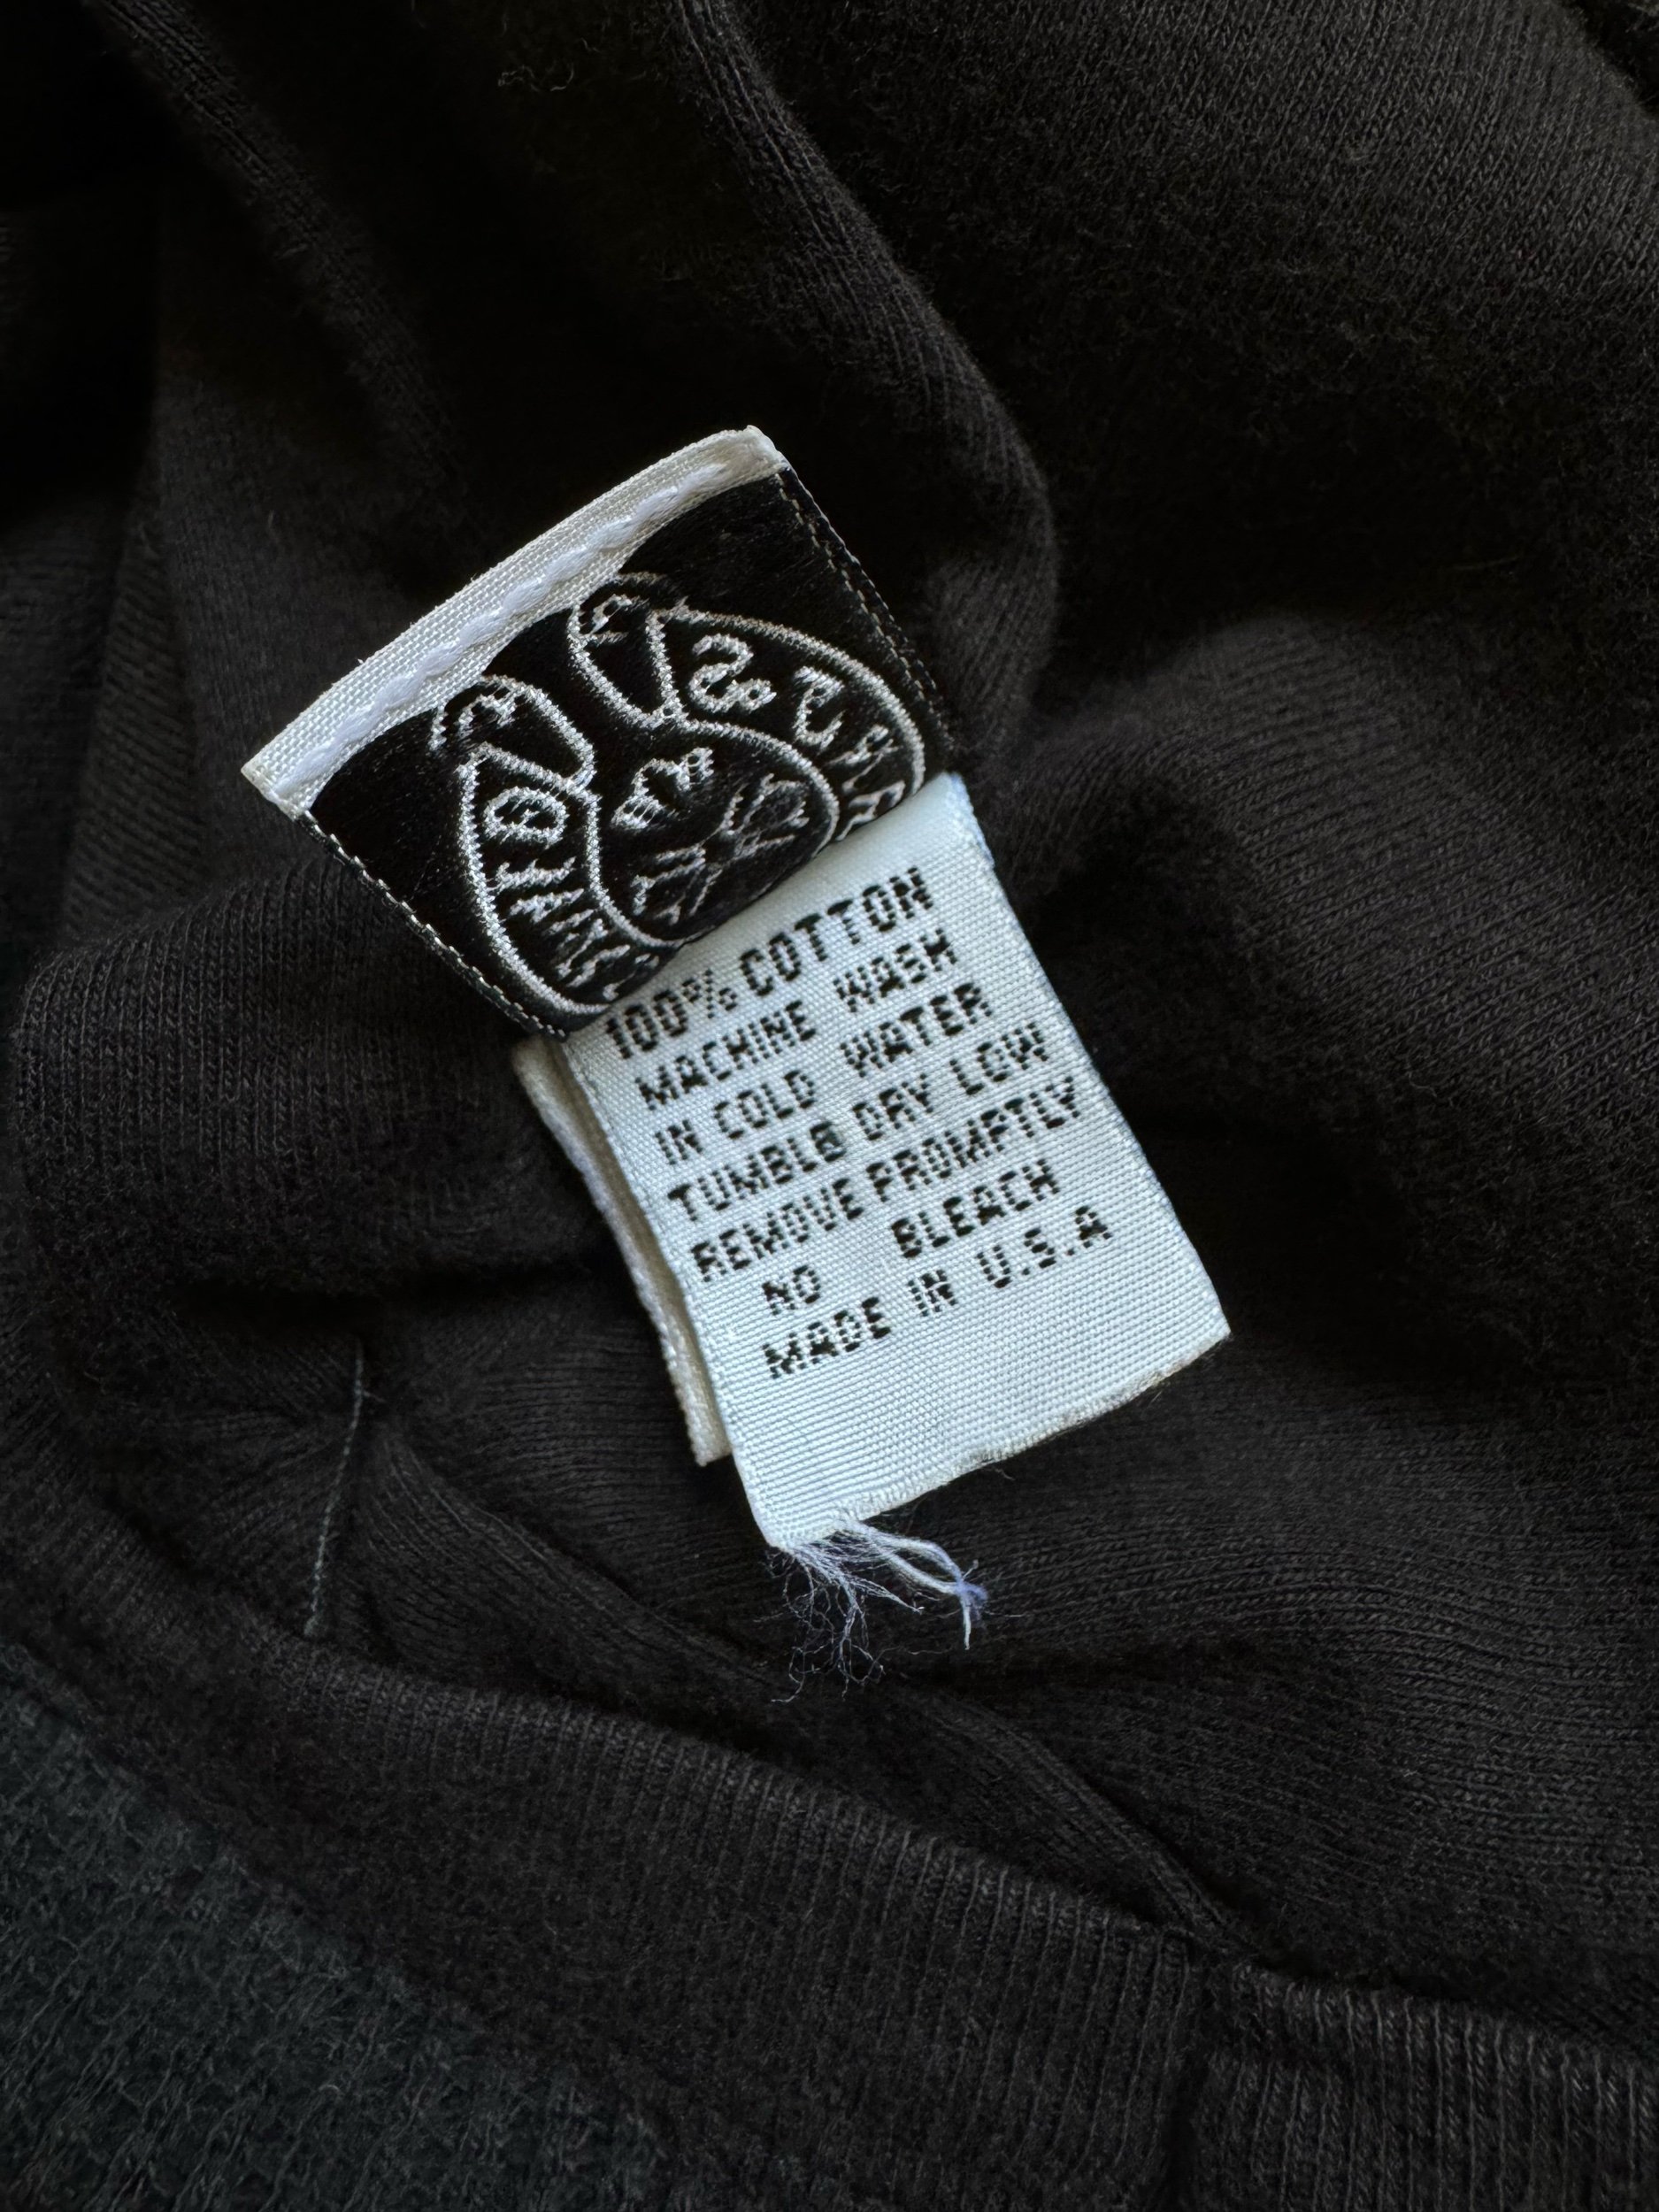 100% COTTON
MACHINE WASH
IN COLD WATER
TUMBLE DRY LOW
REMOVE PROMPTLY
NO BLEACH
MADE IN U.S.A